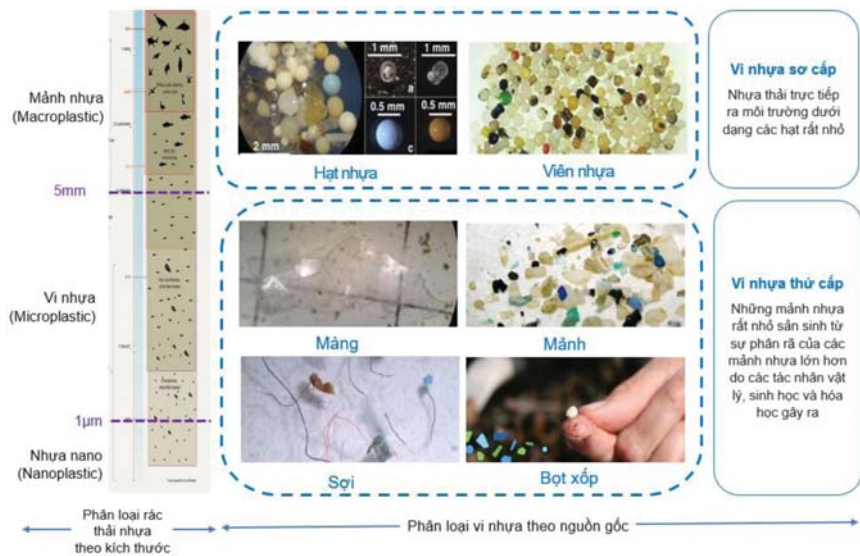 Mảnh nhựa
(Macroplastic)
5mm
Vi nhựa
(Microplastic)
1µm
Nhựa nano
(Nanoplastic)
1 mm
1 mm
a
0.5 mm
0.5 mm
c
2 mm
Hạt nhựa
Viên nhựa
Màng
Mảnh
Sợi
Bọt xốp
Vi nhựa sơ cấp
Nhựa thải trực tiếp
ra môi trường dưới
dạng các hạt rất nhỏ
Vi nhựa thứ cấp
Những mảnh nhựa
rất nhỏ sản sinh từ
sự phân rã của các
mảnh nhựa lớn hơn
do các tác nhân vật
lý, sinh học và hóa
học gây ra
Phân loại rác
thải nhựa
theo kích thước
Phân loại vi nhựa theo nguồn gốc